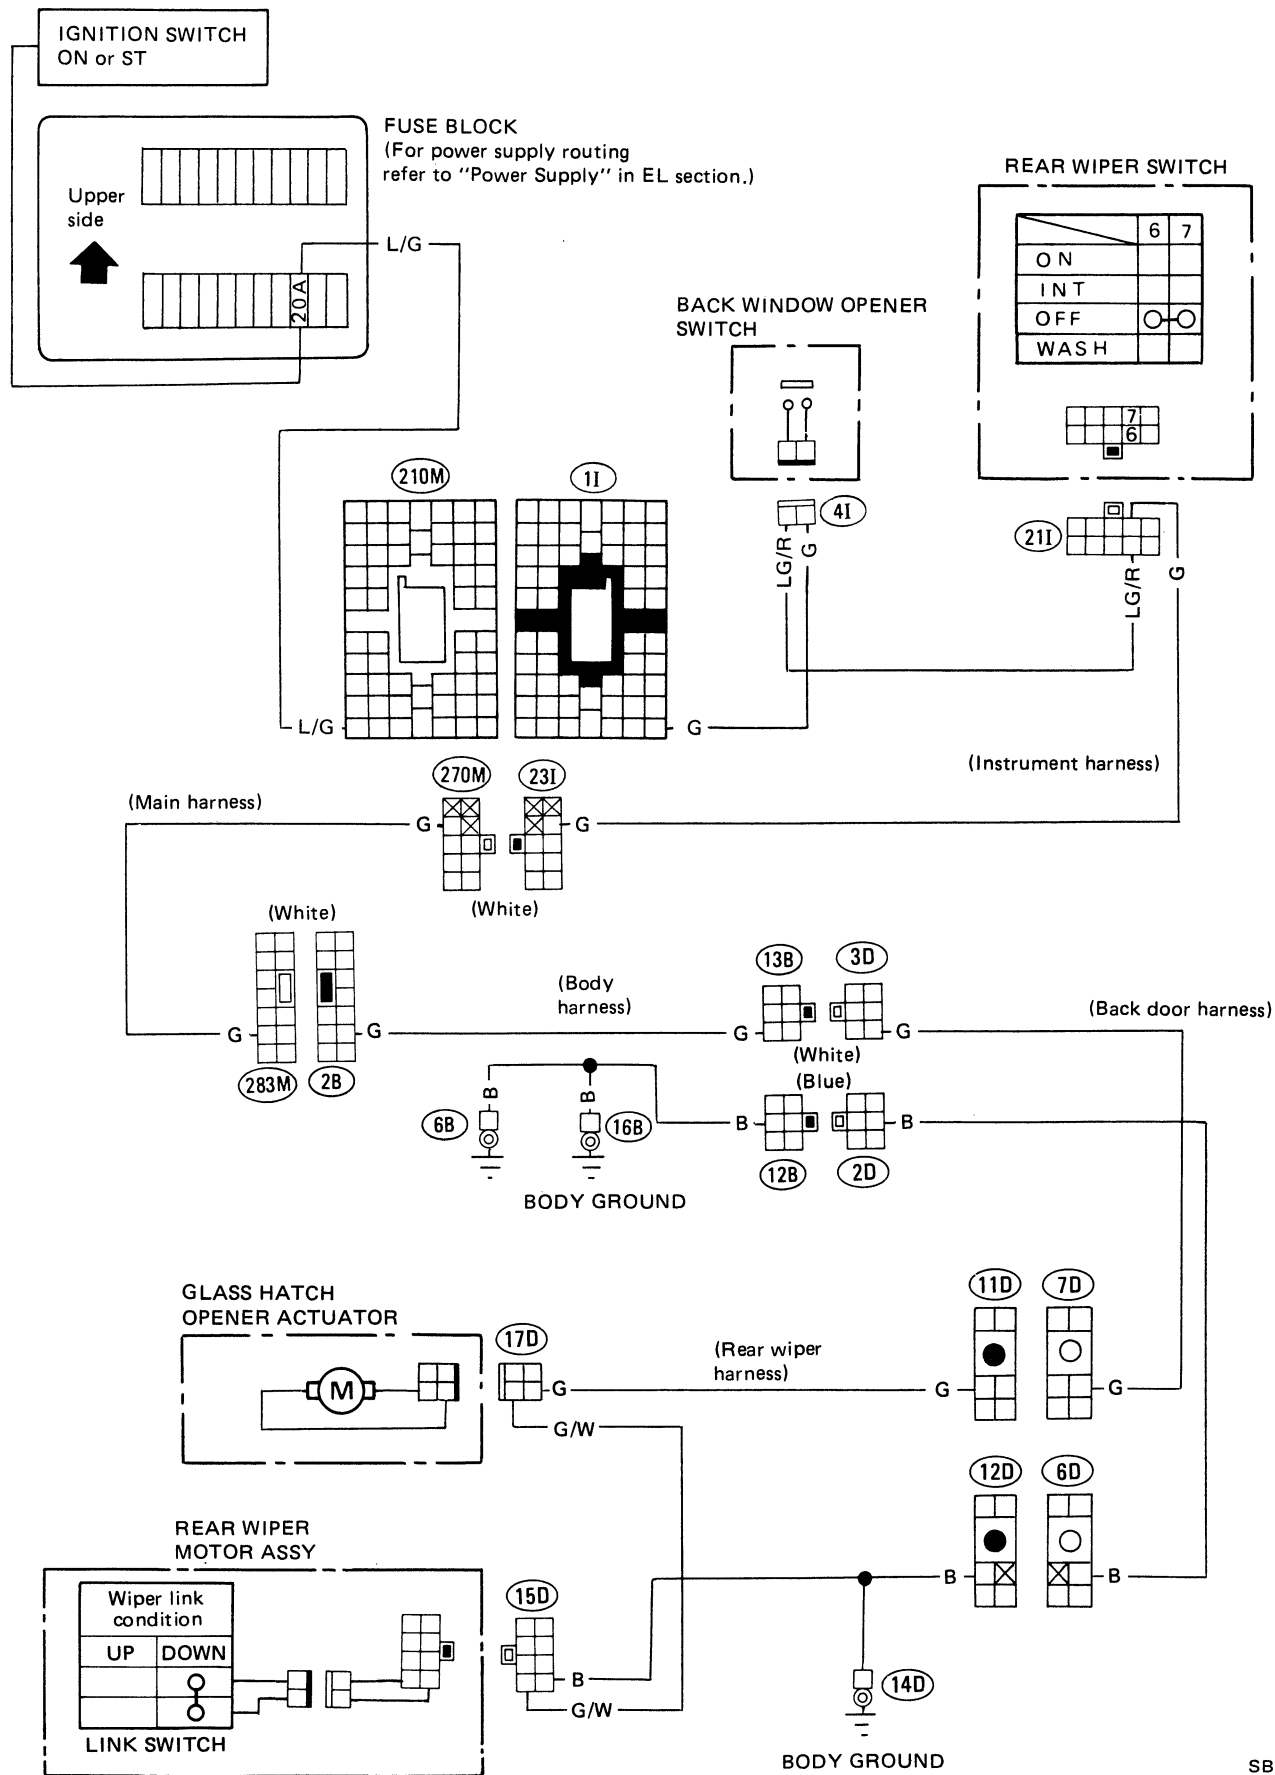 IGNITION SWITCH
ON or ST
FUSE BLOCK
(For power supply routing
refer to "Power Supply" in EL section.)
Upper
side
20A
L/G
REAR WIPER SWITCH
6 7
ON
INT
OFF
WASH
7
6
BACK WINDOW OPENER
SWITCH
210M
1I
4I
21I
LG/R
G
LG/R
G
L/G
G
(Instrument harness)
270M
23I
(Main harness)
G
G
(White)
(White)
13B
3D
(Body
harness)
(Back door harness)
G
G
G
G
283M
2B
(White)
(Blue)
B
B
6B
16B
B
B
12B
2D
BODY GROUND
GLASS HATCH
OPENER ACTUATOR
11D
7D
17D
(Rear wiper
harness)
M
G
G
G
G/W
12D
6D
REAR WIPER
MOTOR ASSY
15D
B
B
Wiper link
condition
UP DOWN
B
G/W
14D
LINK SWITCH
BODY GROUND
SB